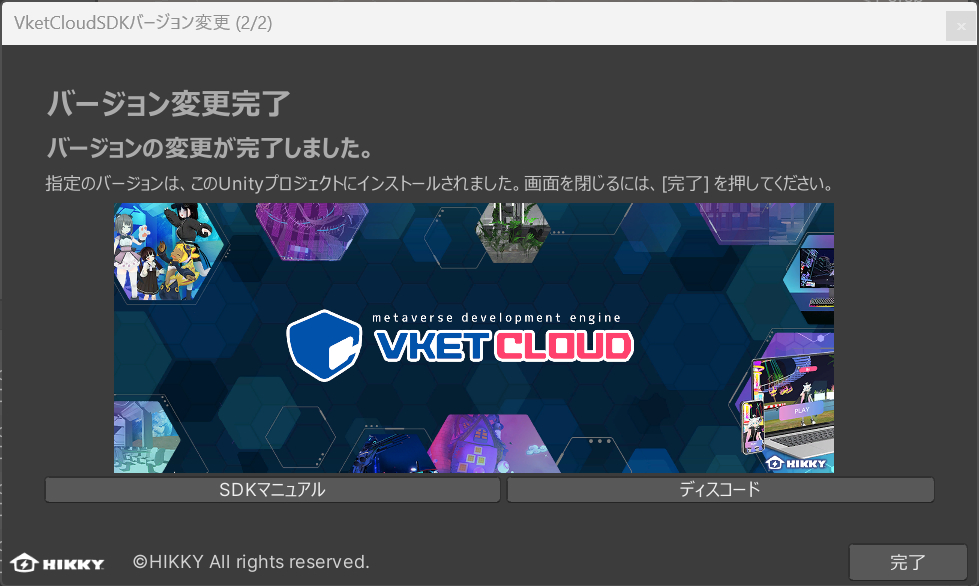 VketCloudSDKバージョン変更 (2/2)
×
バージョン変更完了
バージョンの変更が完了しました。
指定のバージョンは、このUnityプロジェクトにインストールされました。画面を閉じるには、[完了] を押してください。
metaverse development engine
VKET CLOUD
PLAY
HIKKY
SDKマニュアル
ディスコード
HIKKY
©HIKKY All rights reserved.
完了